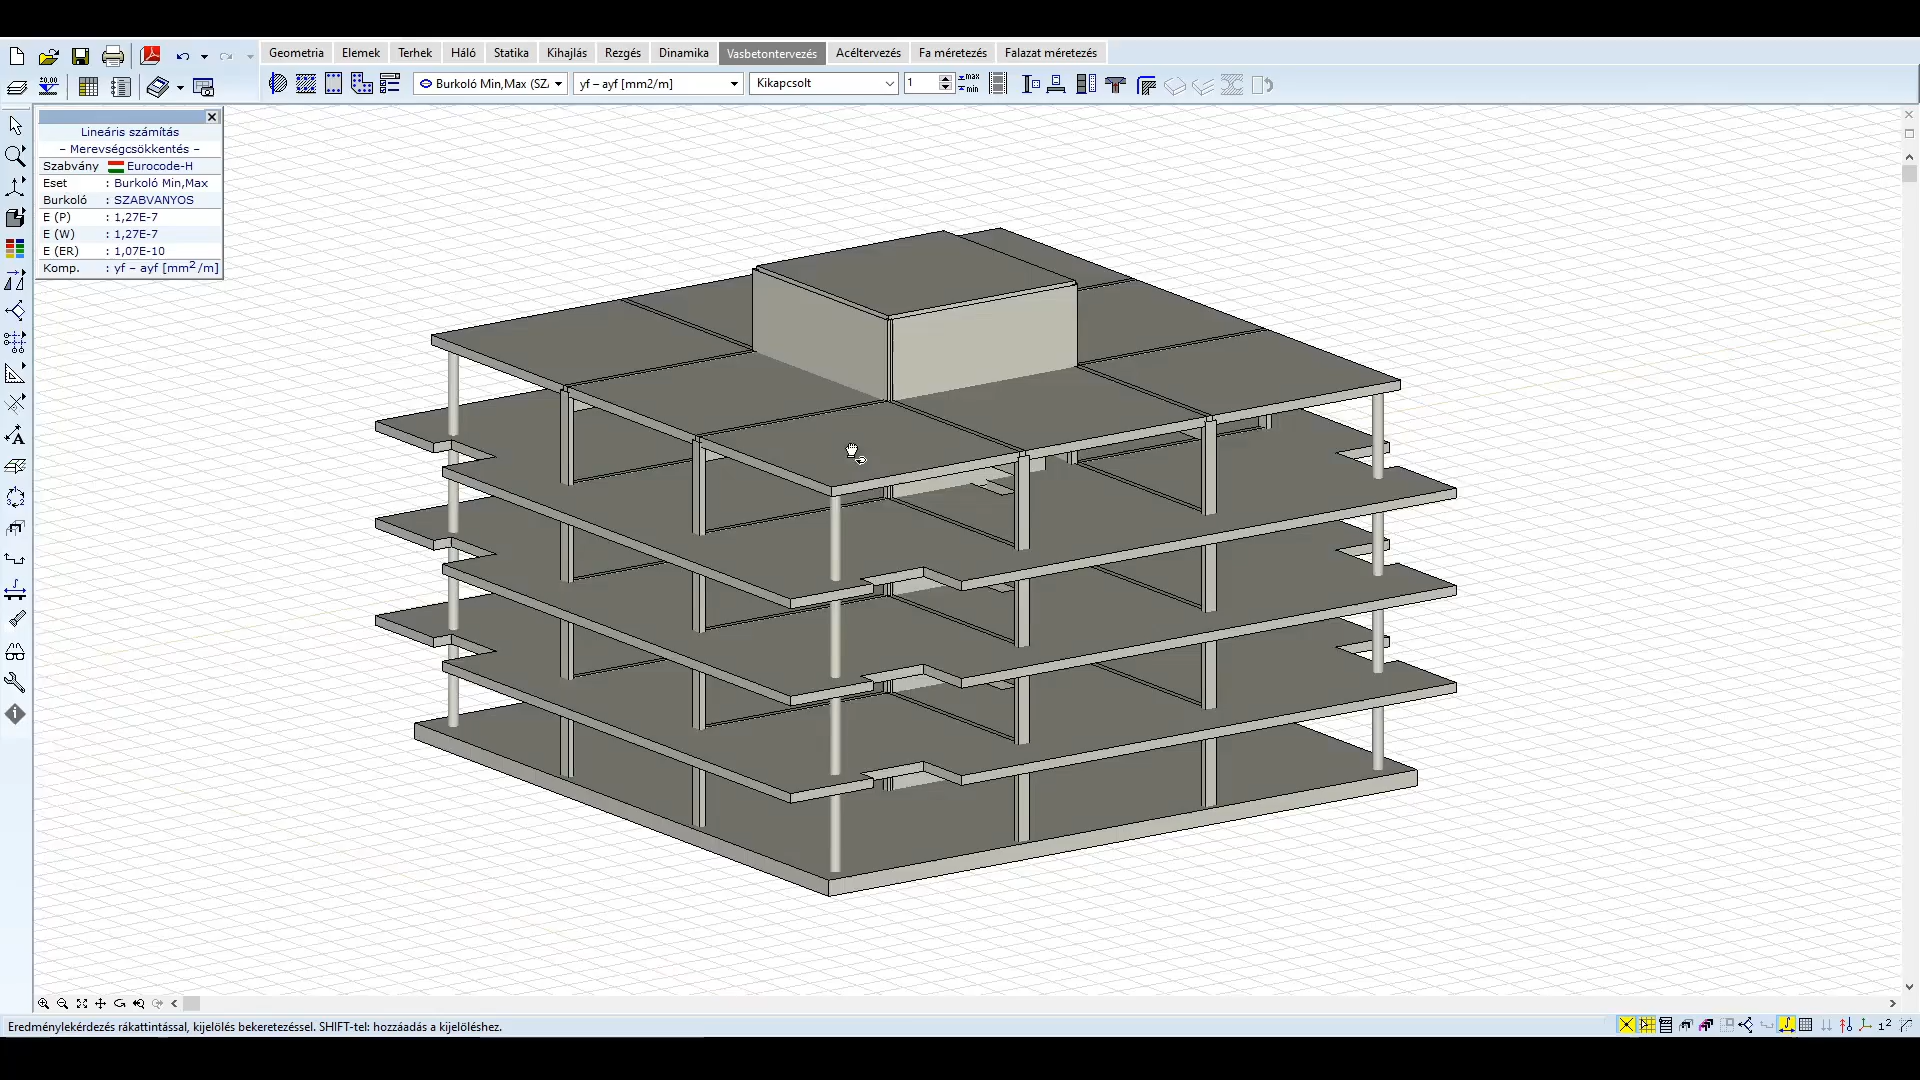 Geometria Elemek Terhek Háló Statika Kihajlás Rezgés Dinamika Vasbetontervezés Acéltervezés Fa méretezés Falazat méretezés
Burkoló Min,Max (SZ. yf – ayf [mm2/m] Kikapcsolt 1 max min
Lineáris számítás
– Merevségcsökkentés –
Szabvány Eurocode-H
Eset : Burkoló Min,Max
Burkoló : SZABVANYOS
E (P) : 1,27E-7
E (W) : 1,27E-7
E (ER) : 1,07E-10
Komp. : yf – ayf [mm2/m]
Eredménylekérdezés rákattintással, kijelölés bekeretezéssel. SHIFT-tel: hozzáadás a kijelöléshez.